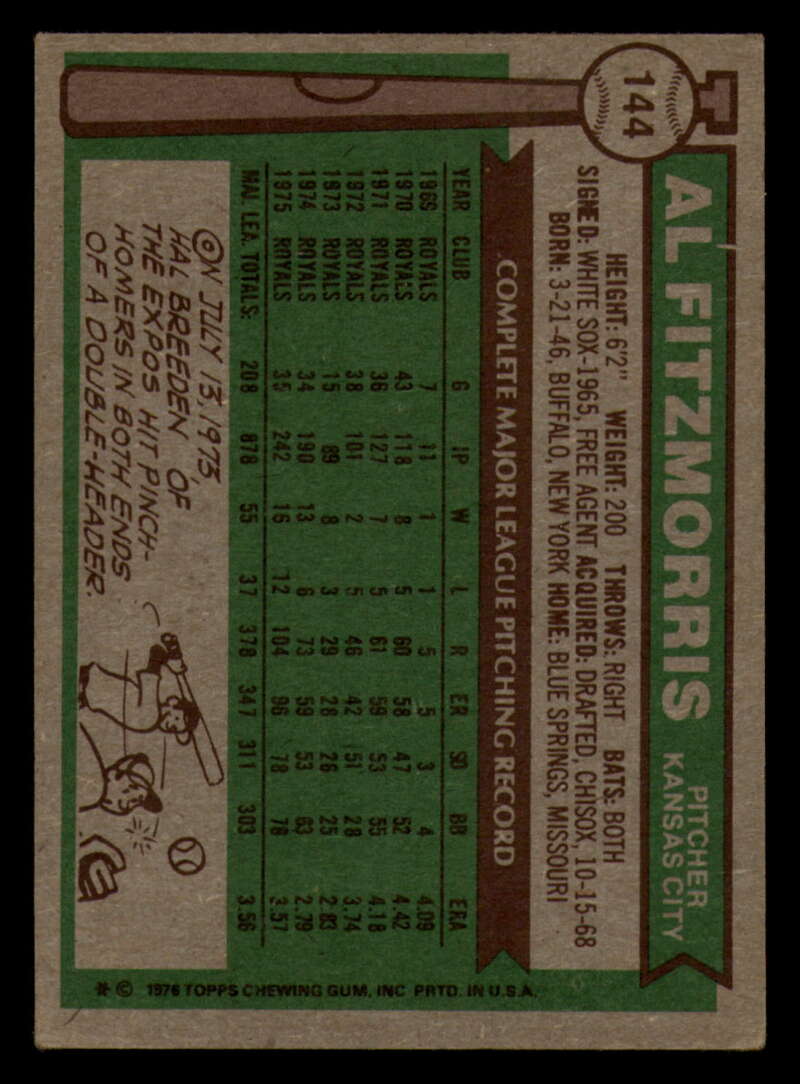 144
AL FITZMORRIS
PITCHER
KANSAS CITY
HEIGHT: 6'2" WEIGHT: 200 THROWS: RIGHT BATS: BOTH
SIGNED: WHITE SOX-1965, FREE AGENT ACQUIRED: DRAFTED, CHISOX, 10-15-68
BORN: 3-21-46, BUFFALO, NEW YORK HOME: BLUE SPRINGS, MISSOURI
COMPLETE MAJOR LEAGUE PITCHING RECORD
YEAR CLUB G IP W L R ER SO BB ERA
1969 ROYALS 7 11 1 1 5 5 3 4 4.09
1970 ROYALS 43 118 8 5 60 58 47 52 4.42
1971 ROYALS 36 127 7 5 61 59 53 55 4.18
1972 ROYALS 38 101 2 5 46 42 51 28 3.74
1973 ROYALS 15 89 8 3 29 28 26 25 2.83
1974 ROYALS 34 190 13 6 73 59 53 63 2.79
1975 ROYALS 35 242 16 12 104 96 78 76 3.57
MAJ. LEA. TOTALS: 208 878 55 37 378 347 311 303 3.56
ON JULY 13, 1973,
HAL BREEDEN OF
THE EXPOS HIT PINCH-
HOMERS IN BOTH ENDS
OF A DOUBLE-HEADER.
* © 1976 TOPPS CHEWING GUM, INC PRTD. IN U.S.A.